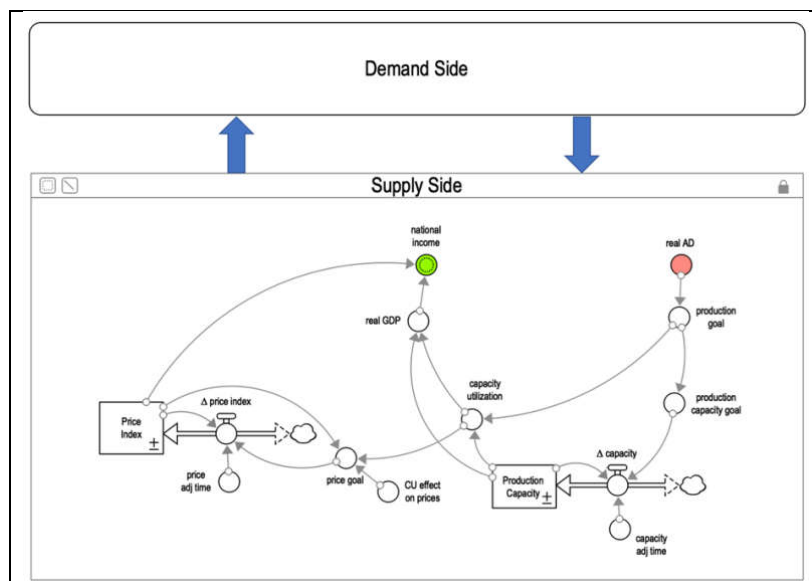 Demand Side
Supply Side
national
income
real AD
real GDP
production
goal
capacity
utilization
production
capacity goal
Δ price index
Price
Index
±
Δ capacity
price
adj time
price goal
CU effect
on prices
Production
Capacity
±
capacity
adj time